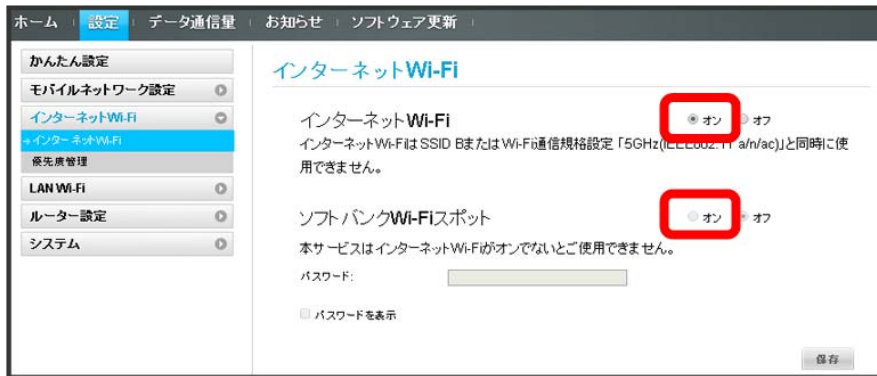 ホーム 設定 データ通信量 お知らせ ソフトウェア更新
かんたん設定
モバイルネットワーク設定
インターネットWi-Fi
インターネットWi-Fi
優先度管理
LAN Wi-Fi
ルーター設定
システム
インターネットWi-Fi
インターネットWi-Fi オン オフ
インターネットWi-FiはSSID BまたはWi-Fi通信規格設定「5GHz(IEEE802.11 a/n/ac)」と同時に使
用できません。
ソフトバンクWi-Fiスポット オン オフ
本サービスはインターネットWi-Fiがオンでないとご使用できません。
パスワード:
パスワードを表示
保存